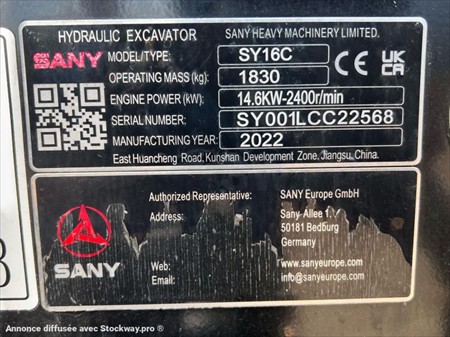 HYDRAULIC EXCAVATOR SANY HEAVY MACHINERY LIMITED.
SANY MODEL/TYPE: SY16C
OPERATING MASS(kg): 1830 CE UK CA
ENGINE POWER(kW): 14.6KW-2400r/min
SERIAL NUMBER: SY001LCC22568
MANUFACTURING YEAR: 2022
East Huancheng Road, Kunshan Development Zone, Jiangsu, China.
Authorized Representative: SANY Europe GmbH
Address: Sany-Allee 1,
50181 Bedburg
Germany
SANY
Web: www.sanyeurope.com
Email: info@sanyeurope.com
Annonce diffusée avec Stockway.pro ®